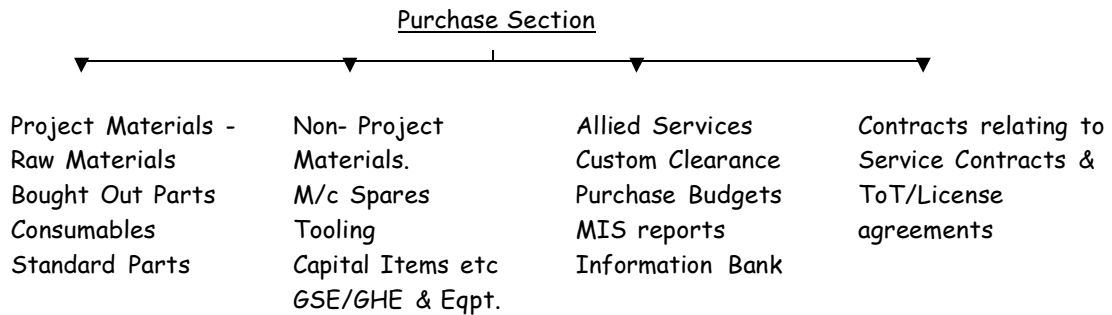 Purchase Section
Project Materials -
Raw Materials
Bought Out Parts
Consumables
Standard Parts
Non- Project
Materials.
M/c Spares
Tooling
Capital Items etc
GSE/GHE & Eqpt.
Allied Services
Custom Clearance
Purchase Budgets
MIS reports
Information Bank
Contracts relating to
Service Contracts &
ToT/License
agreements